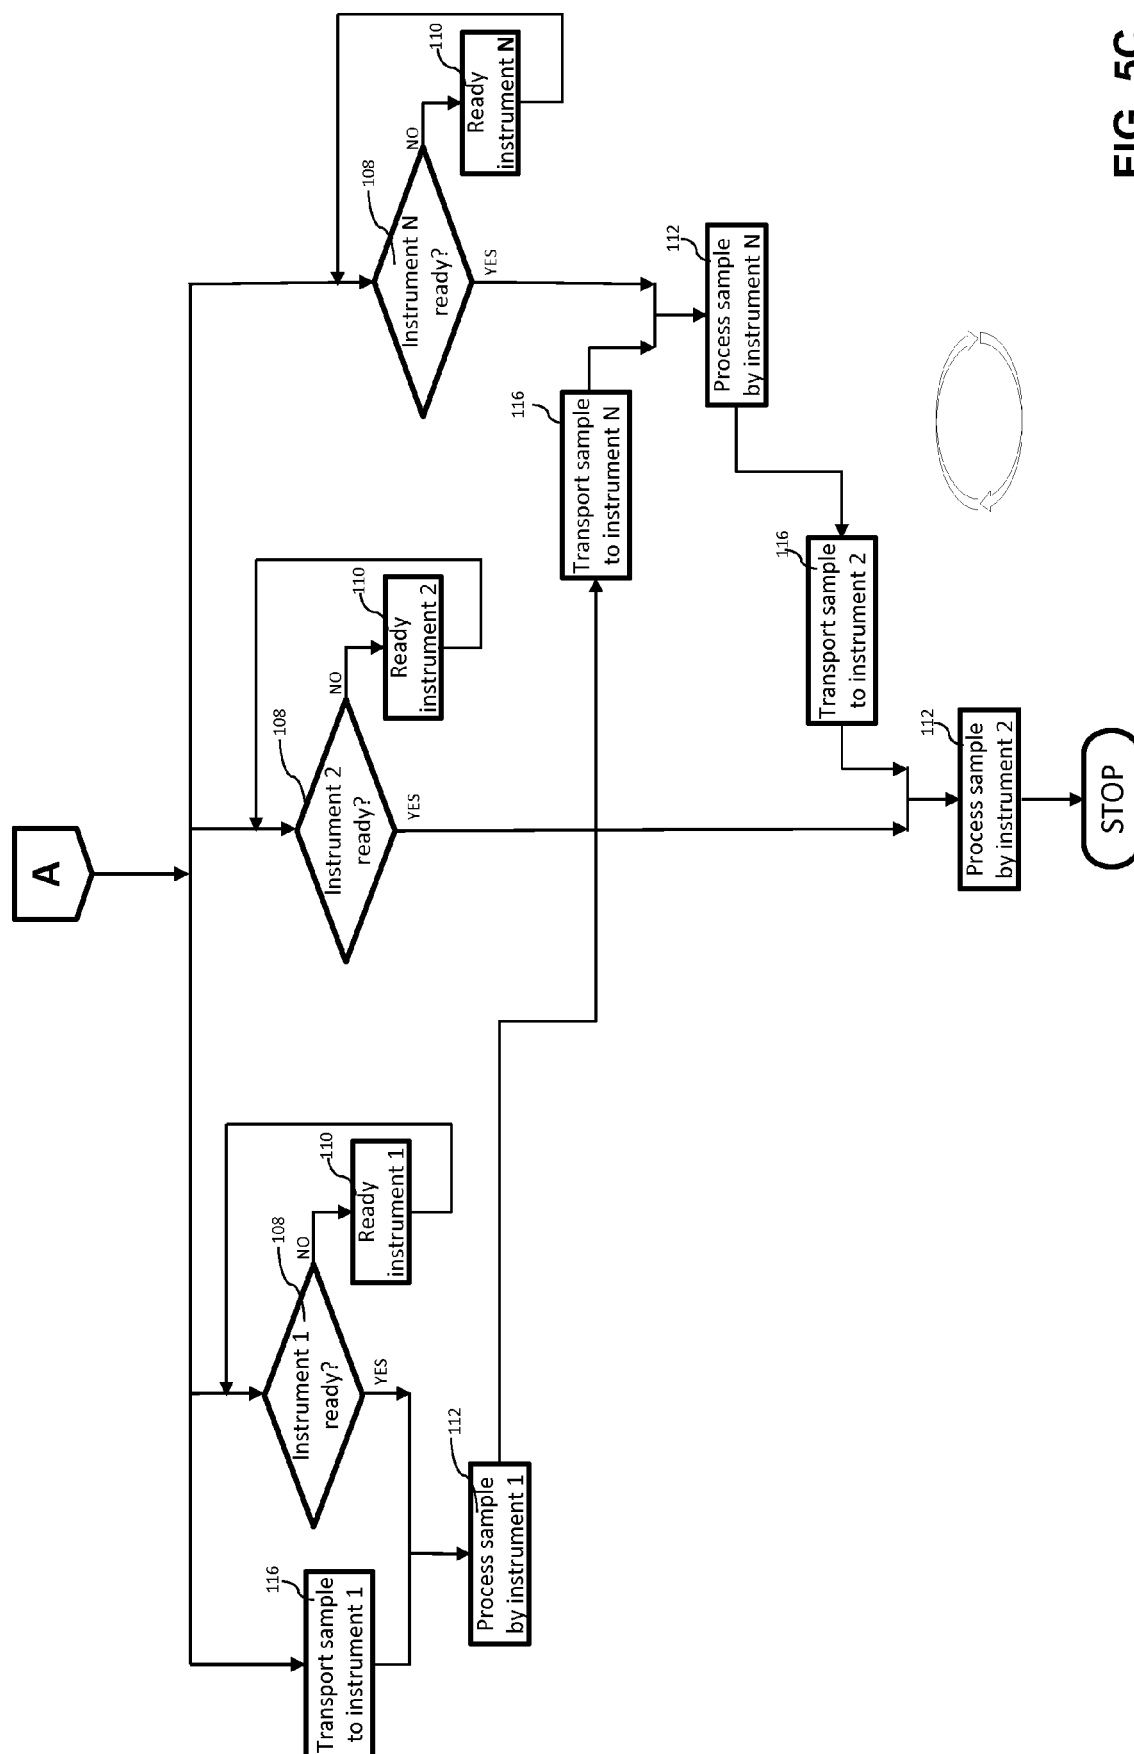 A
116
Transport sample
to instrument 1
108
Instrument 1
ready?
NO
YES
110
Ready
instrument 1
112
Process sample
by instrument 1
108
Instrument 2
ready?
NO
YES
110
Ready
instrument 2
108
Instrument N
ready?
NO
YES
110
Ready
instrument N
116
Transport sample
to instrument N
112
Process sample
by instrument N
116
Transport sample
to instrument 2
112
Process sample
by instrument 2
STOP
FIG. 5C